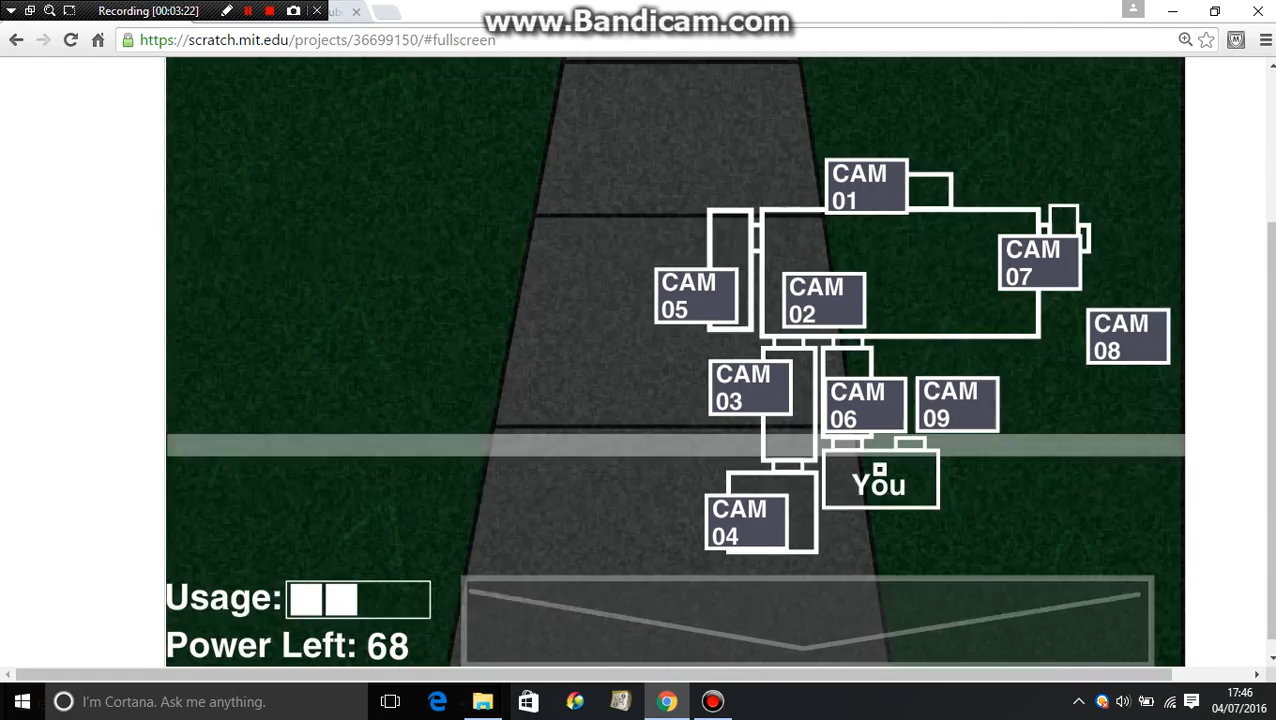 Recording [00:03:22]
www.Bandicam.com
https://scratch.mit.edu/projects/36699150/#fullscreen
CAM
01
CAM
07
CAM
05
CAM
02
CAM
08
CAM
03
CAM
06
CAM
09
You
CAM
04
Usage:
Power Left: 68
I'm Cortana. Ask me anything.
17:46
04/07/2016